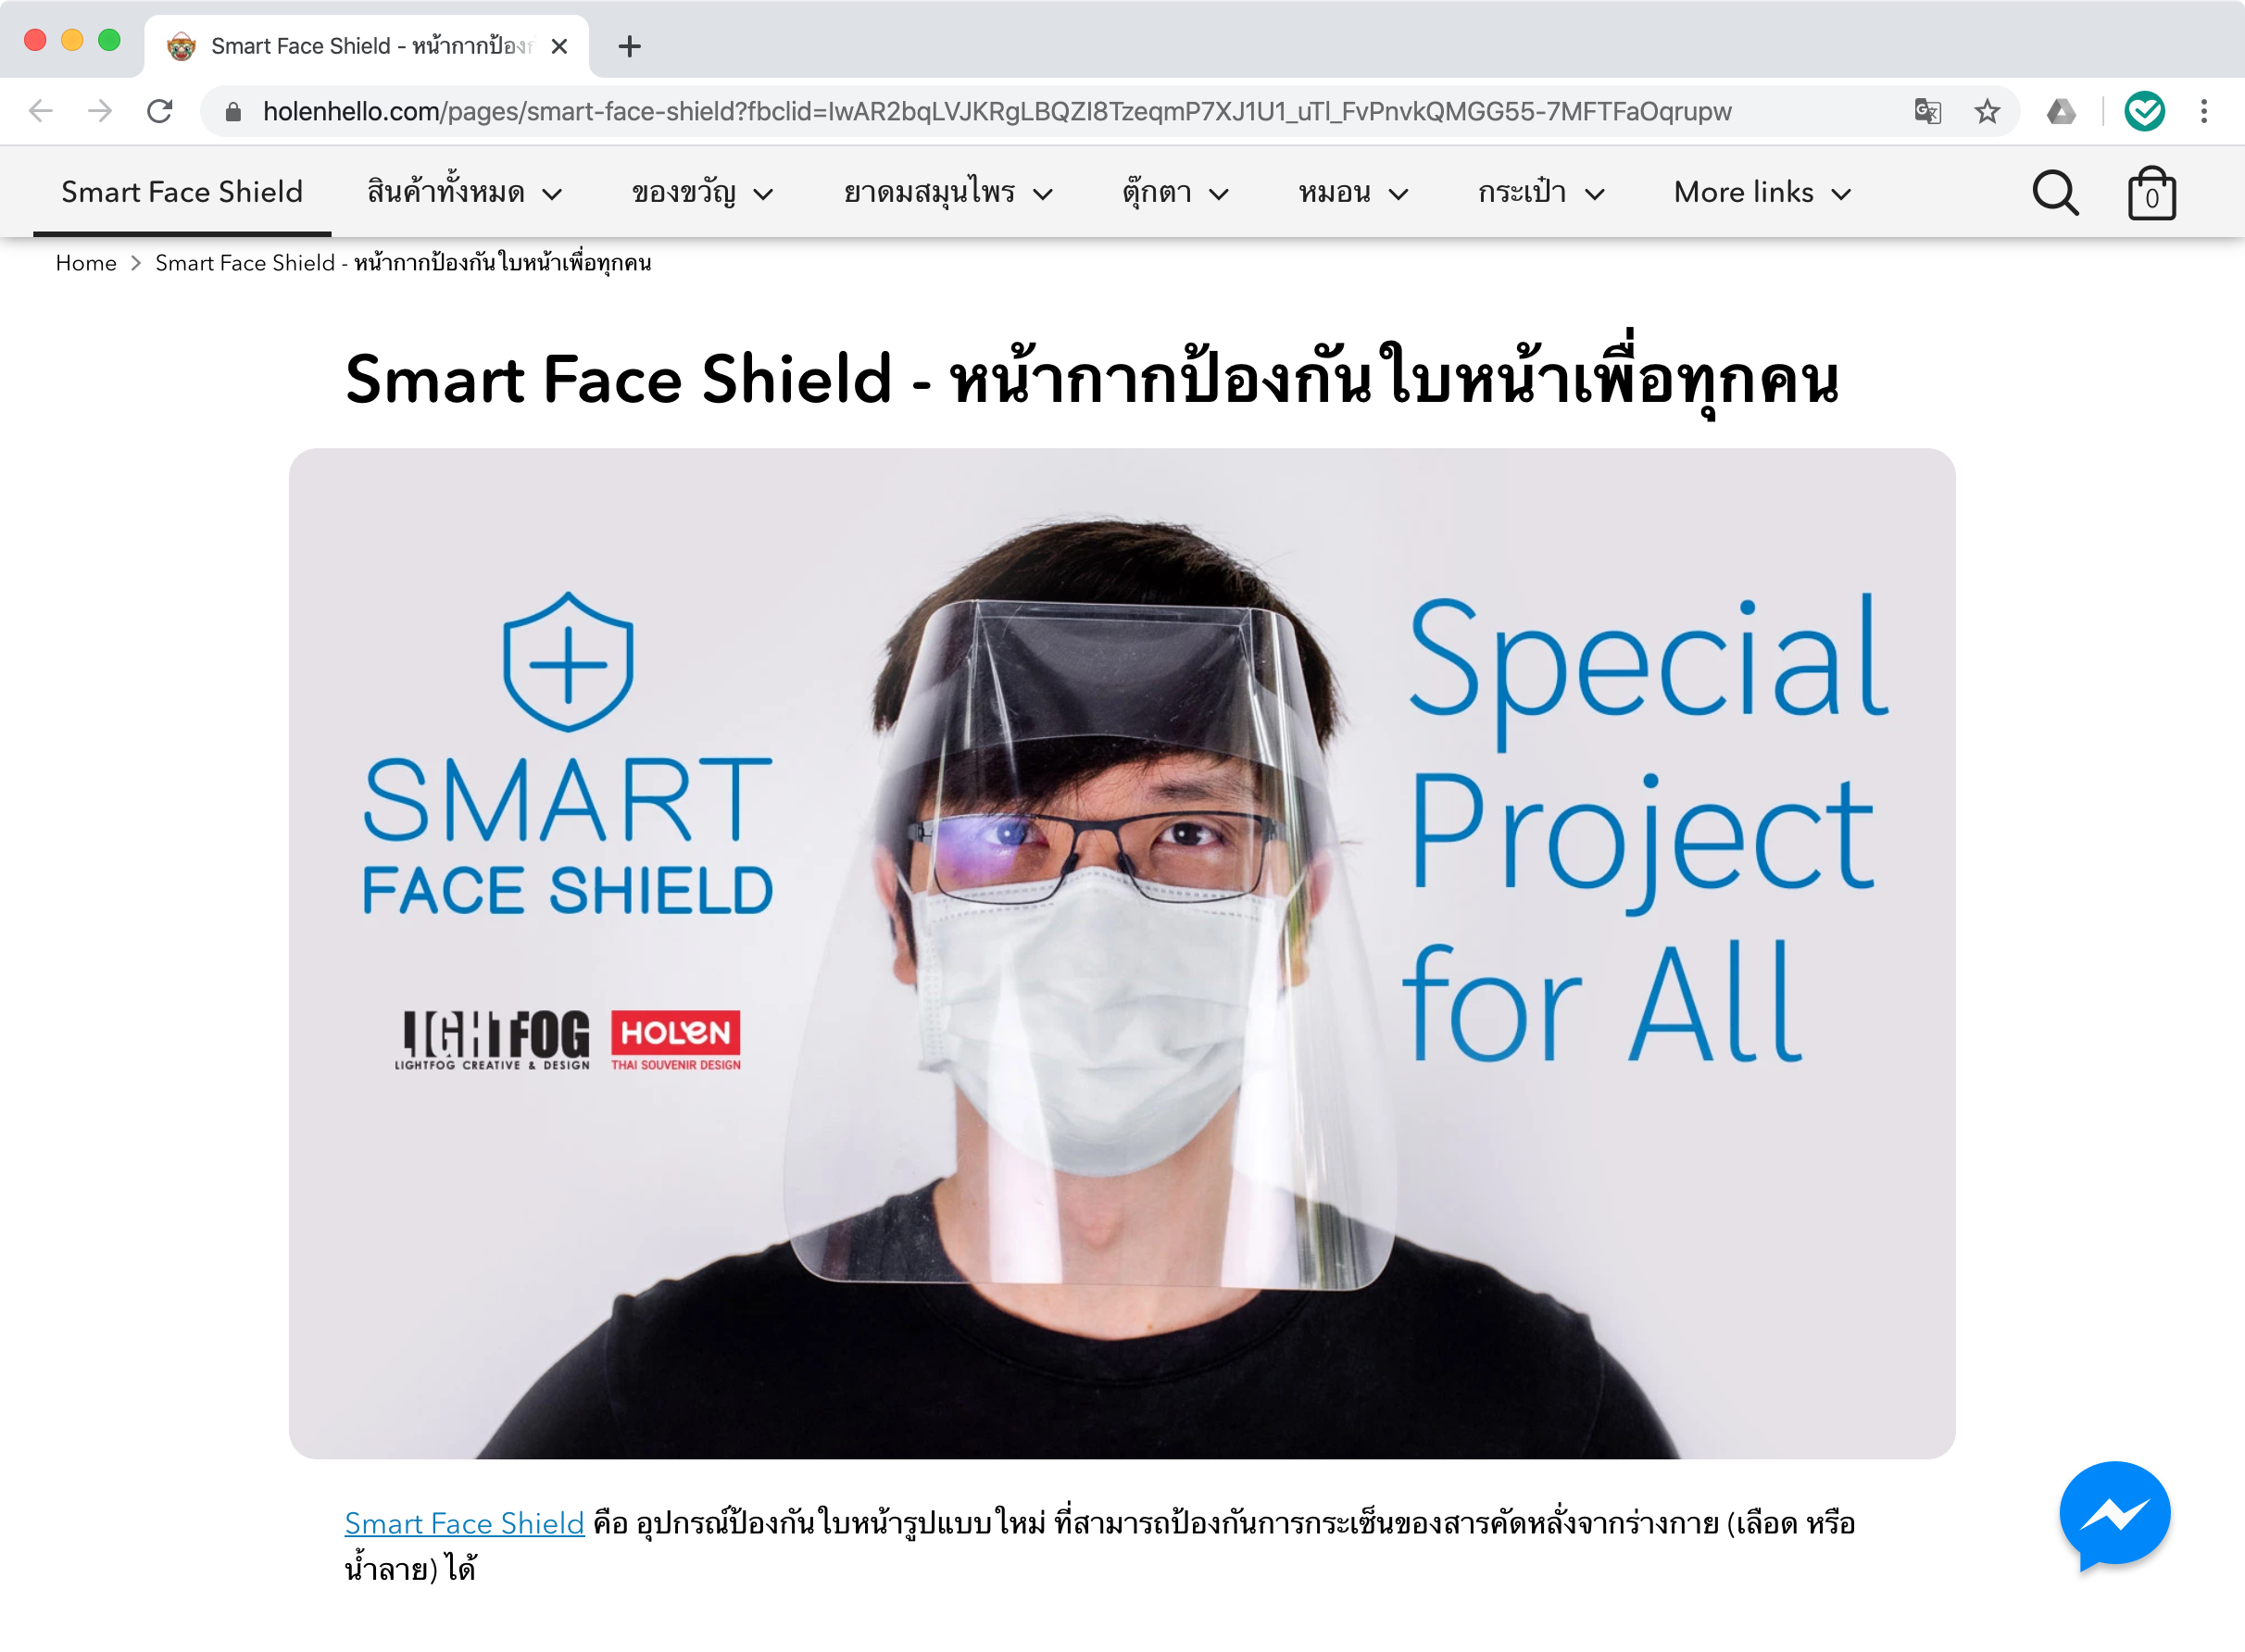 Smart Face Shield - หน้ากากป้องก
holenhello.com/pages/smart-face-shield?fbclid=IwAR2bqLVJKRgLBQZI8TzeqmP7XJ1U1_uTl_FvPnvkQMGG55-7MFTFaOqrupw
Smart Face Shield สินค้าทั้งหมด ของขวัญ ยาดมสมุนไพร ตุ๊กตา หมอน กระเป๋า More links 0
Home > Smart Face Shield - หน้ากากป้องกันใบหน้าเพื่อทุกคน
Smart Face Shield - หน้ากากป้องกันใบหน้าเพื่อทุกคน
SMART
FACE SHIELD
LIGHTFOG
LIGHTFOG CREATIVE & DESIGN
HOLEN
THAI SOUVENIR DESIGN
Special
Project
for All
Smart Face Shield คือ อุปกรณ์ป้องกันใบหน้ารูปแบบใหม่ ที่สามารถป้องกันการกระเซ็นของสารคัดหลั่งจากร่างกาย (เลือด หรือ
น้ำลาย) ได้